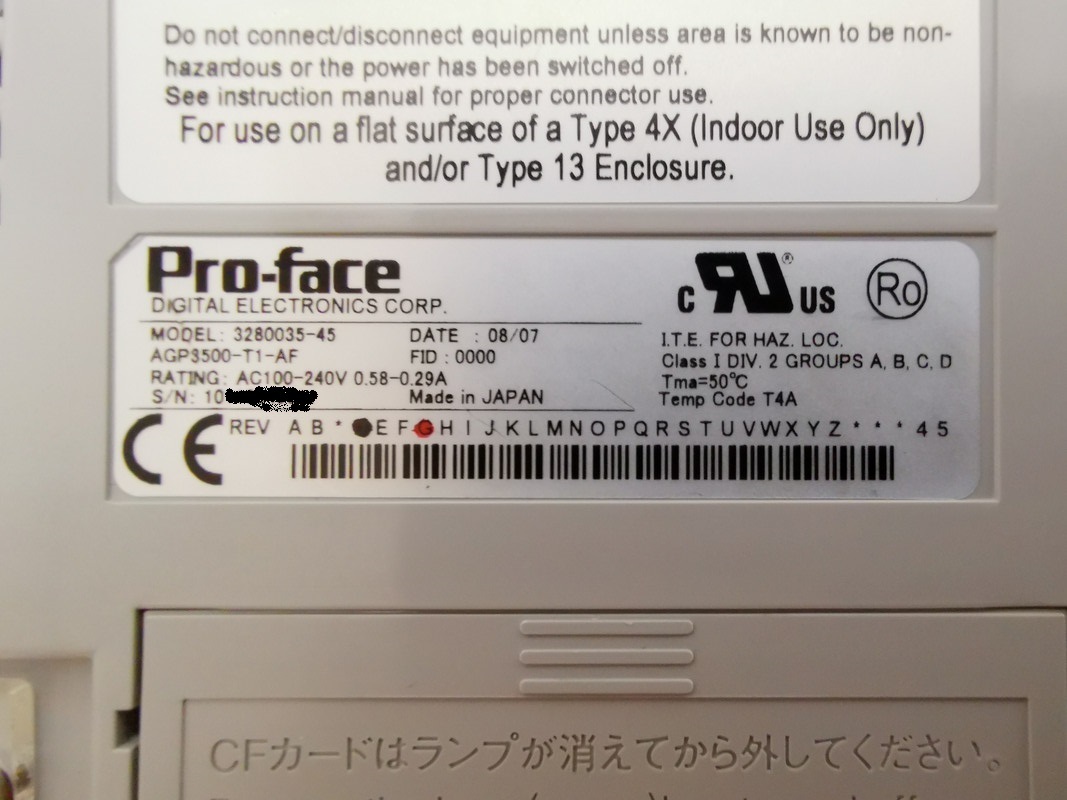 Do not connect/disconnect equipment unless area is known to be non-
hazardous or the power has been switched off.
See instruction manual for proper connector use.
For use on a flat surface of a Type 4X (Indoor Use Only)
and/or Type 13 Enclosure.
Pro-face
DIGITAL ELECTRONICS CORP.
MODEL: 3280035-45
AGP3500-T1-AF
RATING: AC100-240V 0.58-0.29A
S/N: 10
DATE : 08/07
FID : 0000
Made in JAPAN
c RU ® US
Ro
I.T.E. FOR HAZ. LOC.
Class I DIV. 2 GROUPS A, B, C, D
Tma=50℃
Temp Code T4A
CE
REV A B * E F G H I J K L M N O P Q R S T U V W X Y Z * * * 4 5
CFカードはランプが消えてから外してください。